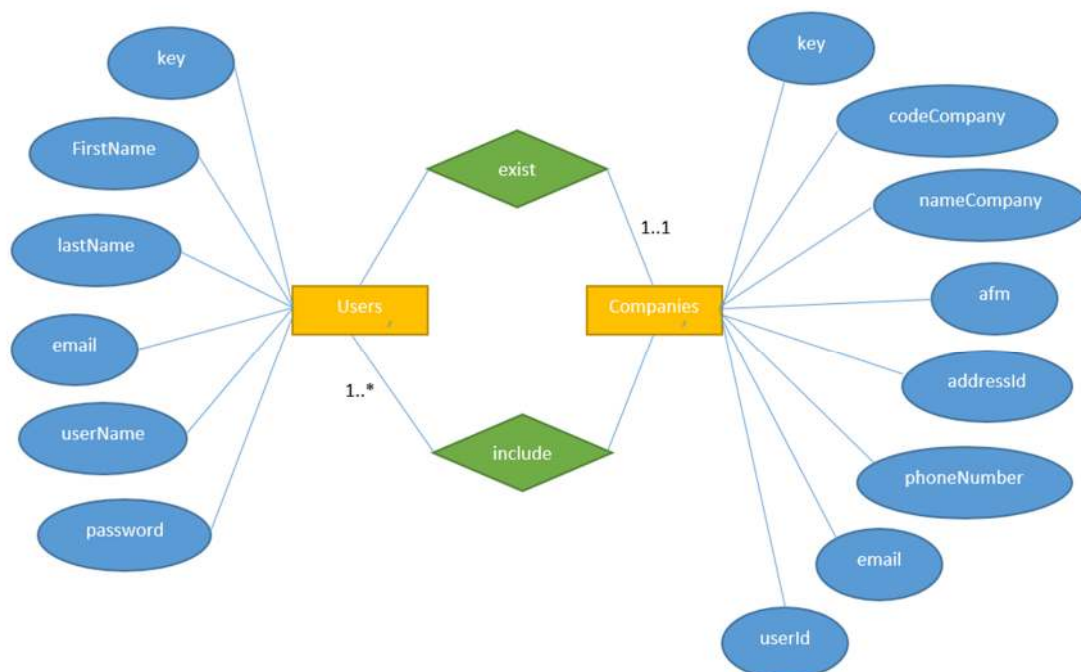 key
FirstName
lastName
email
userName
password
Users
exist
1..1
1..*
include
Companies
key
codeCompany
nameCompany
afm
addressId
phoneNumber
email
userId